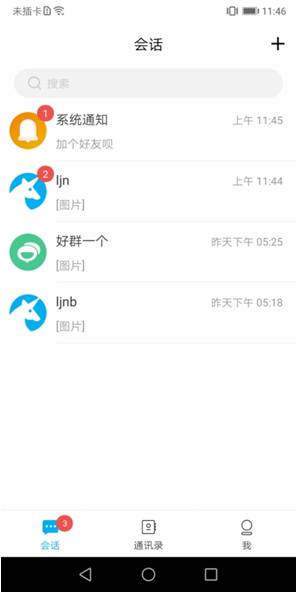 未插卡 11:46
会话
搜索
1
系统通知 上午 11:45
加个好友呗
2
ljn 上午 11:44
[图片]
好群一个 昨天下午 05:25
[图片]
ljnb 昨天下午 05:18
[图片]
3
会话 通讯录 我